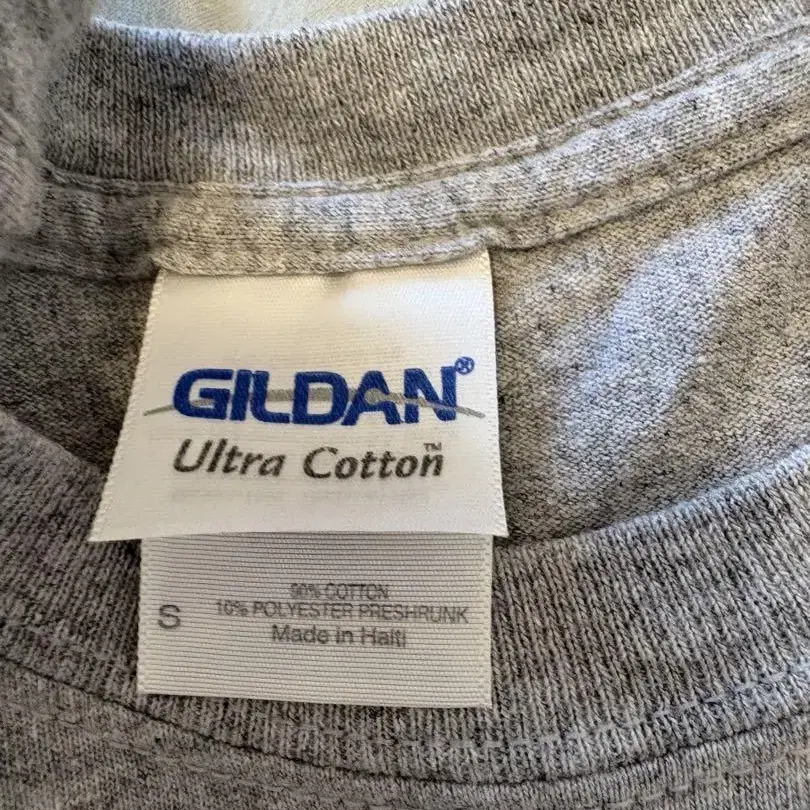 GILDAN®
Ultra Cotton™
S
90% COTTON
10% POLYESTER PRESHRUNK
Made in Haiti